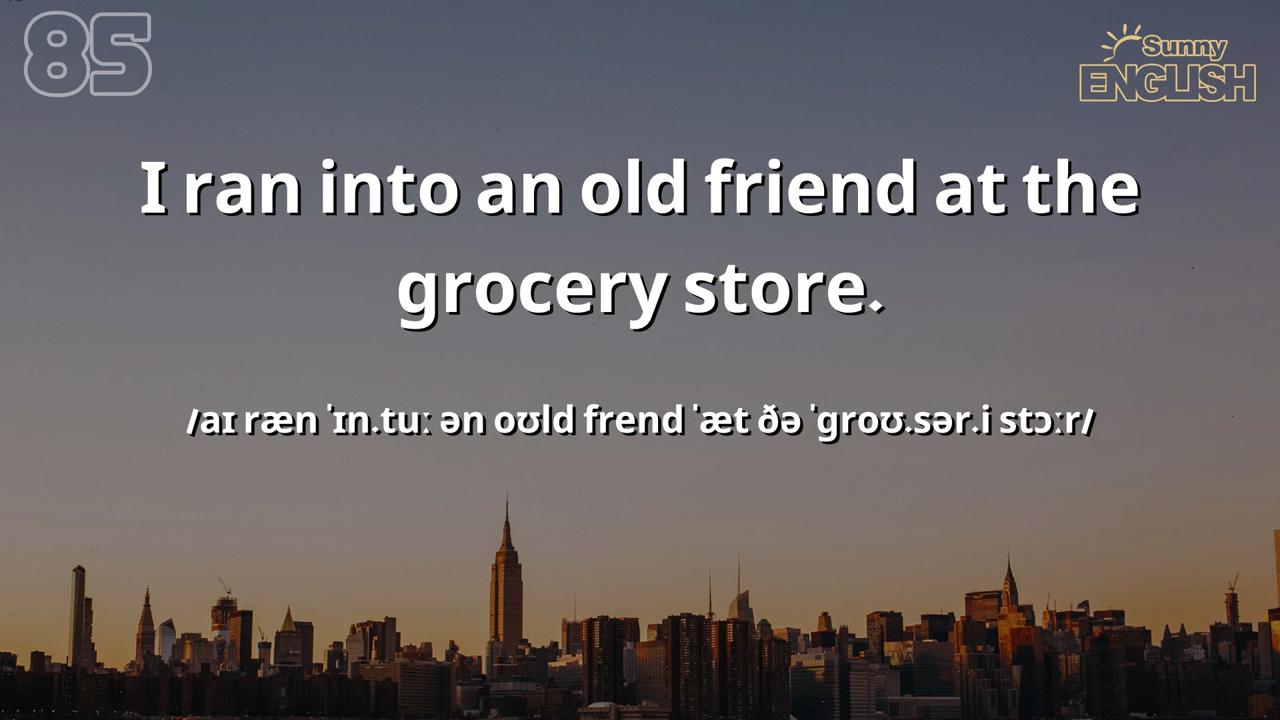 85
Sunny
ENGLISH
I ran into an old friend at the
grocery store.
/aɪ ræn ˈɪn.tuː ən oʊld frend ˈæt ðə ˈɡroʊ.sər.i stɔːr/